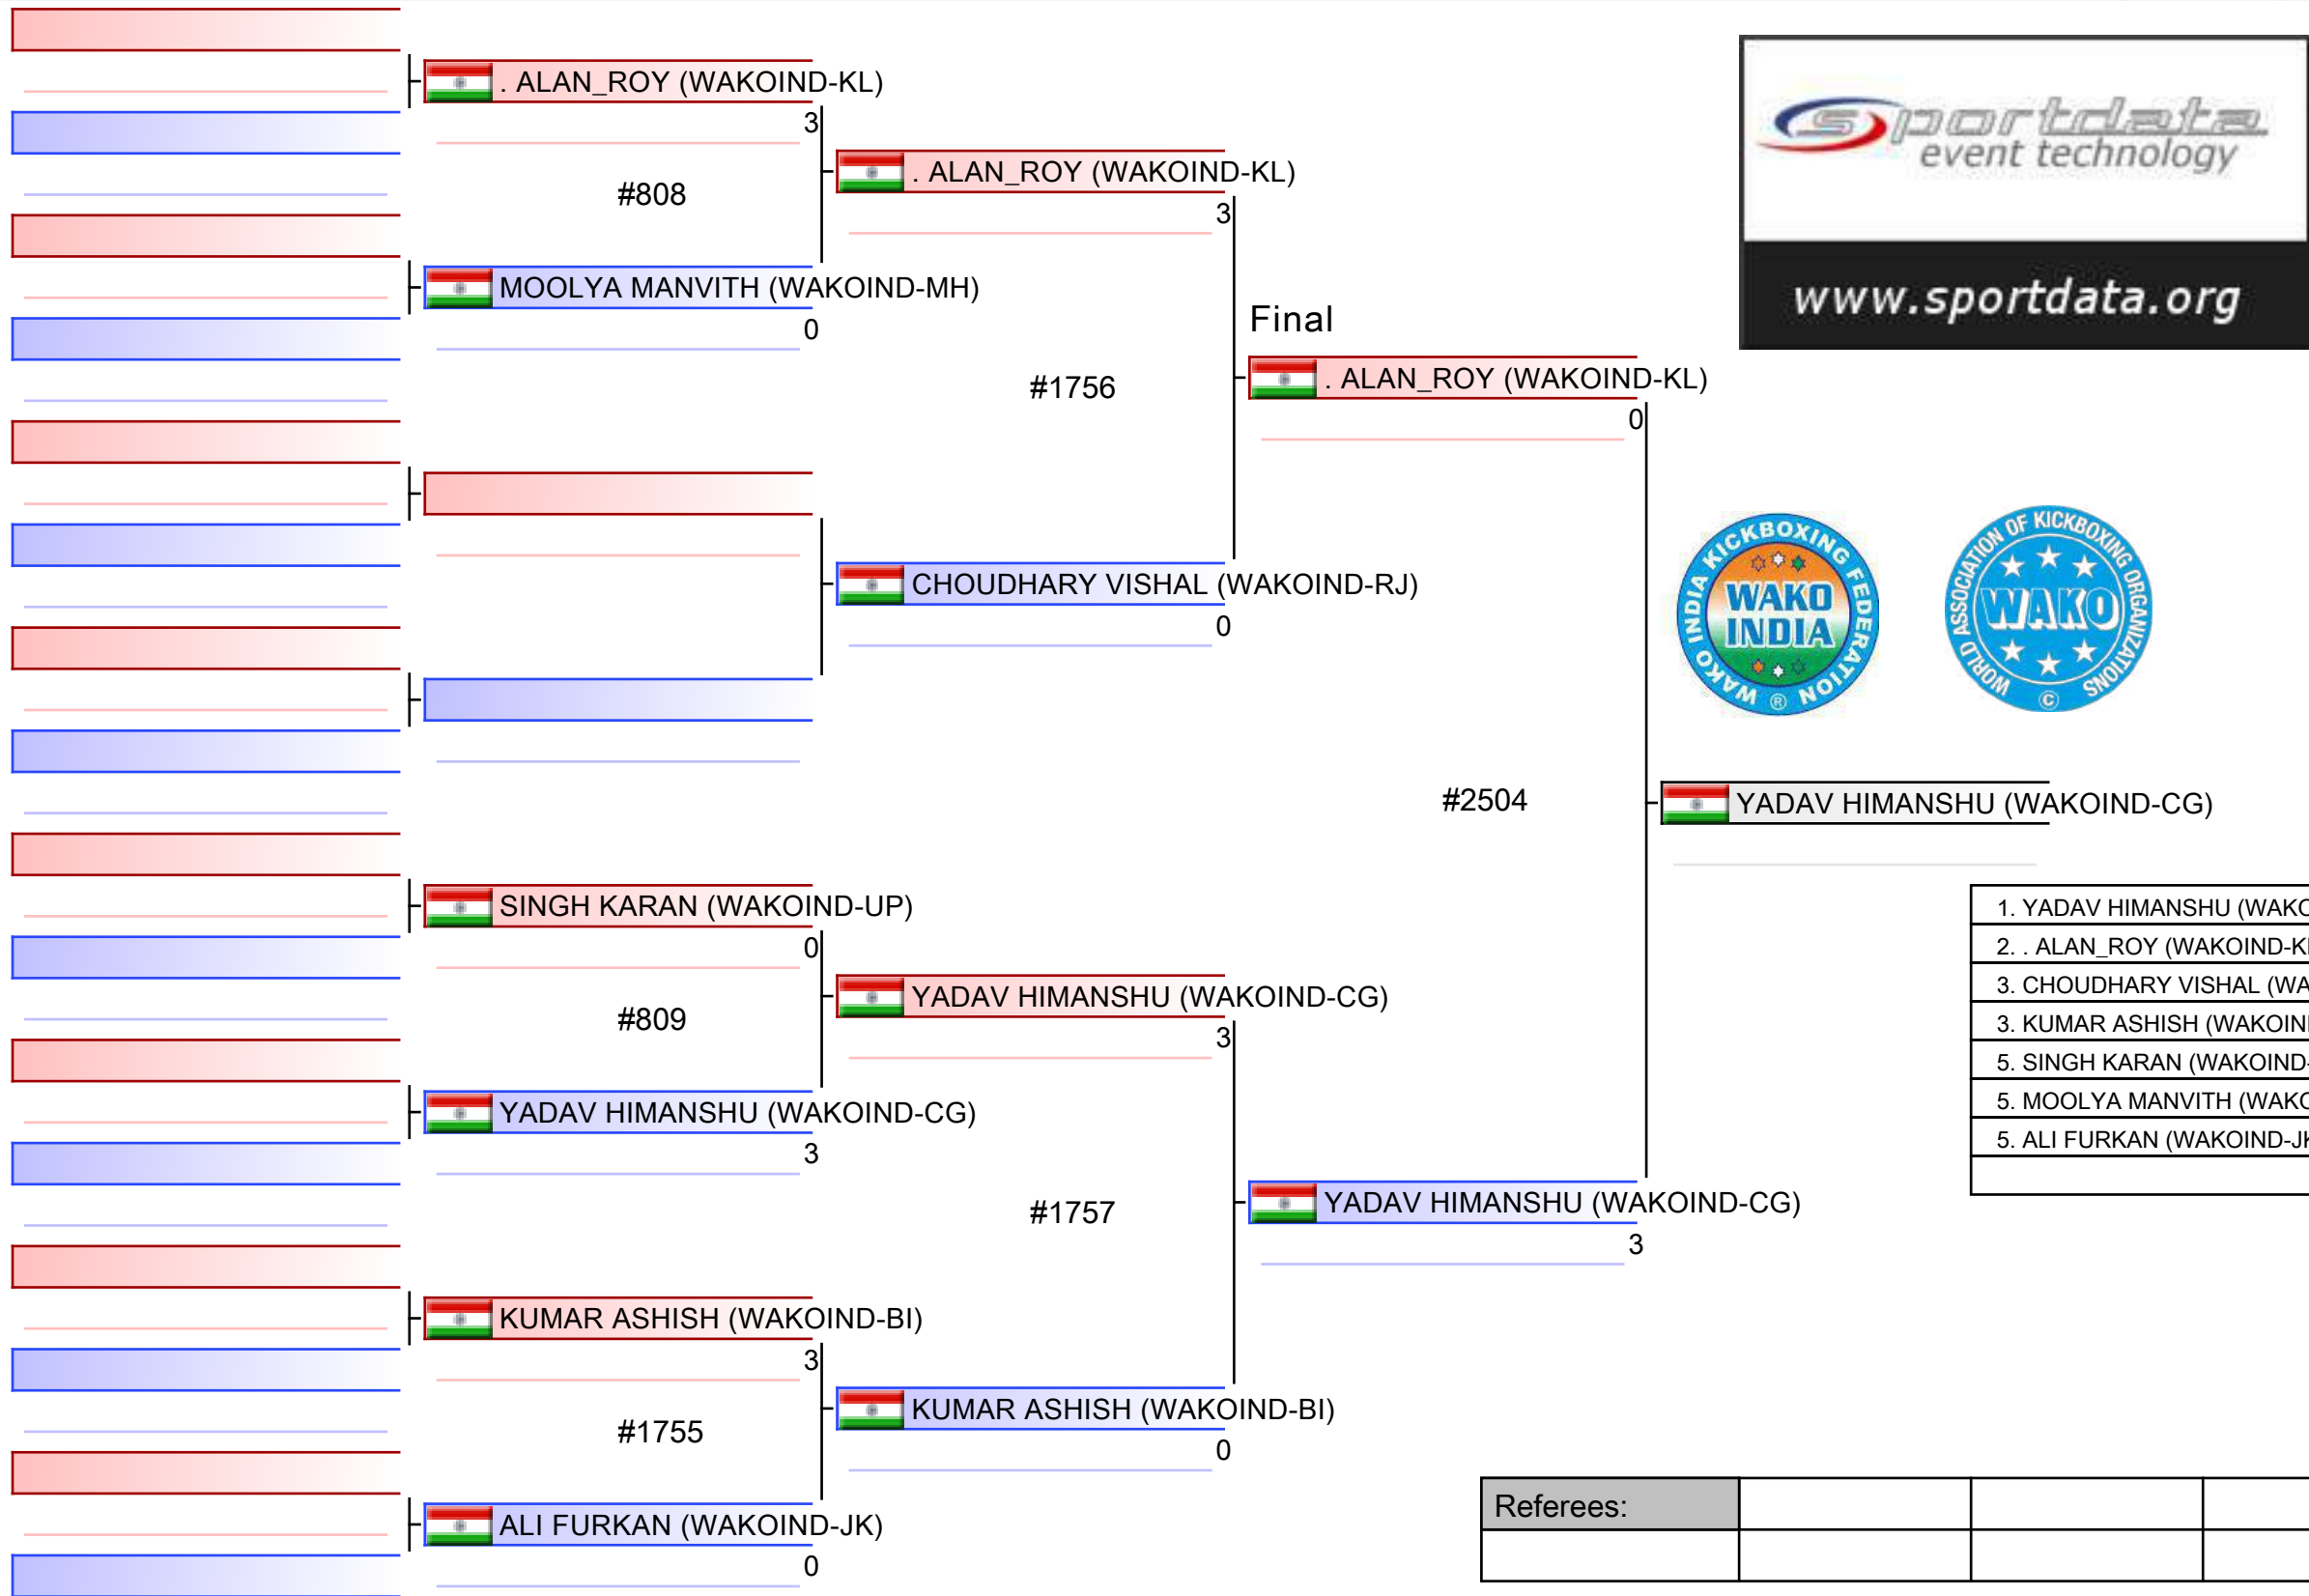 . ALAN_ROY (WAKOIND-KL)
3
#808
MOOLYA MANVITH (WAKOIND-MH)
0
. ALAN_ROY (WAKOIND-KL)
3
#1756
CHOUDHARY VISHAL (WAKOIND-RJ)
0
SINGH KARAN (WAKOIND-UP)
0
#809
YADAV HIMANSHU (WAKOIND-CG)
3
YADAV HIMANSHU (WAKOIND-CG)
3
#1757
KUMAR ASHISH (WAKOIND-BI)
3
#1755
ALI FURKAN (WAKOIND-JK)
0
KUMAR ASHISH (WAKOIND-BI)
0
Final
. ALAN_ROY (WAKOIND-KL)
0
#2504
YADAV HIMANSHU (WAKOIND-CG)
3
YADAV HIMANSHU (WAKOIND-CG)
sportdata
event technology
www.sportdata.org
WAKO INDIA KICKBOXING FEDERATION
WAKO
INDIA
®
WORLD ASSOCIATION OF KICKBOXING ORGANIZATIONS
WAKO
©
1. YADAV HIMANSHU (WAKO
2. . ALAN_ROY (WAKOIND-K
3. CHOUDHARY VISHAL (WA
3. KUMAR ASHISH (WAKOIN
5. SINGH KARAN (WAKOIND-
5. MOOLYA MANVITH (WAKO
5. ALI FURKAN (WAKOIND-J
Referees: